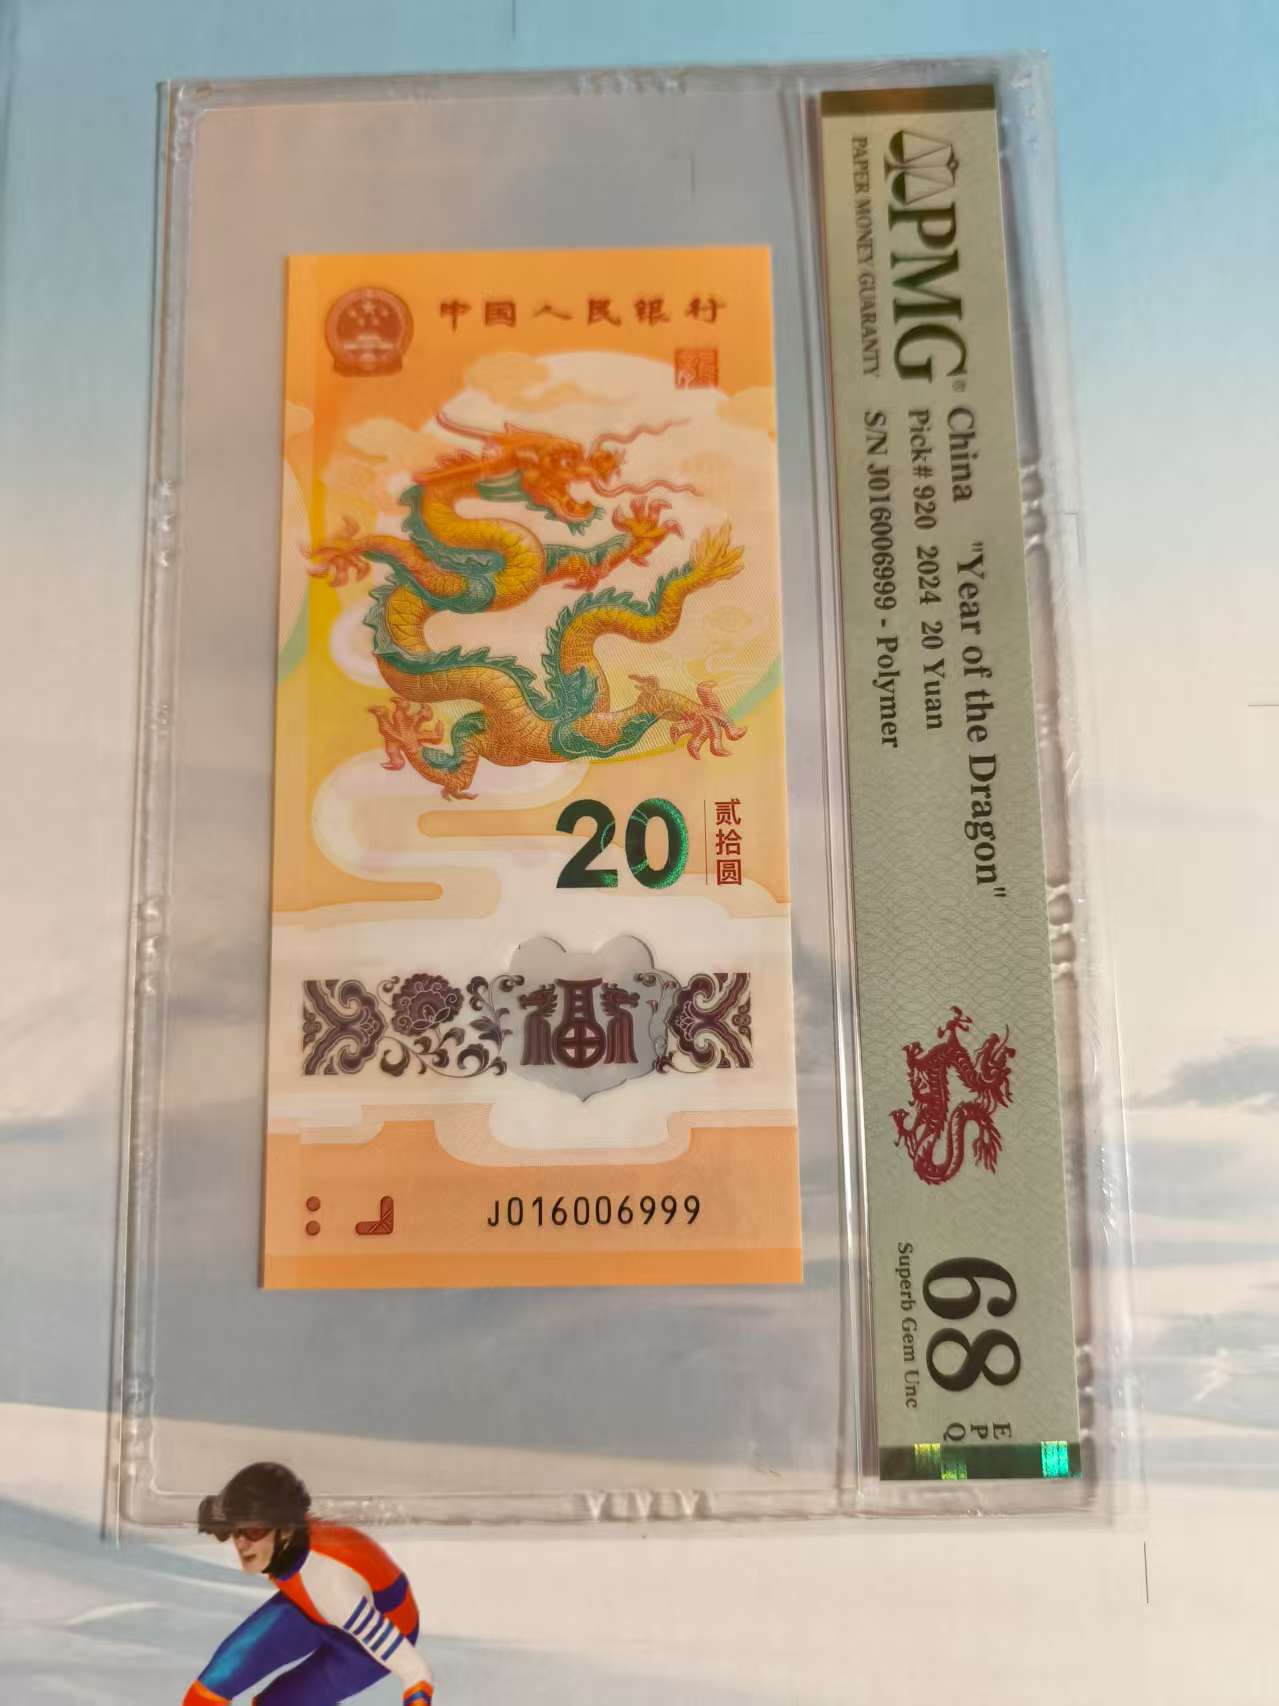 中国人民银行
20
贰拾圆
福
J016006999
PMG®
PAPER MONEY GUARANTY
China "Year of the Dragon"
Pick# 920 2024 20 Yuan
S/N J016006999 - Polymer
68
Superb Gem Unc
E
P
Q